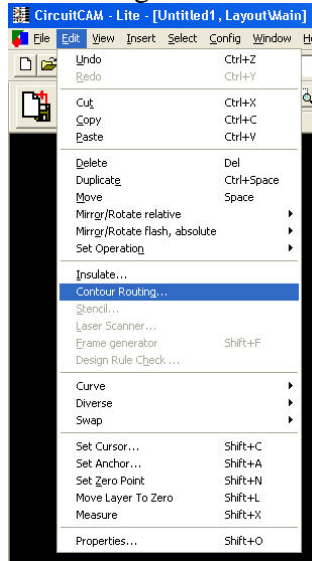 CircuitCAM - Lite - [Untitled1, Layout\Main]
File Edit View Insert Select Config Window
Undo Ctrl+Z
Redo Ctrl+Y
Cut Ctrl+X
Copy Ctrl+C
Paste Ctrl+V
Delete Del
Duplicate Ctrl+Space
Move Space
Mirror/Rotate relative
Mirror/Rotate flash, absolute
Set Operation
Insulate...
Contour Routing...
Stencil...
Laser Scanner...
Frame generator Shift+F
Design Rule Check ...
Curve
Diverse
Swap
Set Cursor... Shift+C
Set Anchor... Shift+A
Set Zero Point Shift+N
Move Layer To Zero Shift+L
Measure Shift+X
Properties... Shift+O